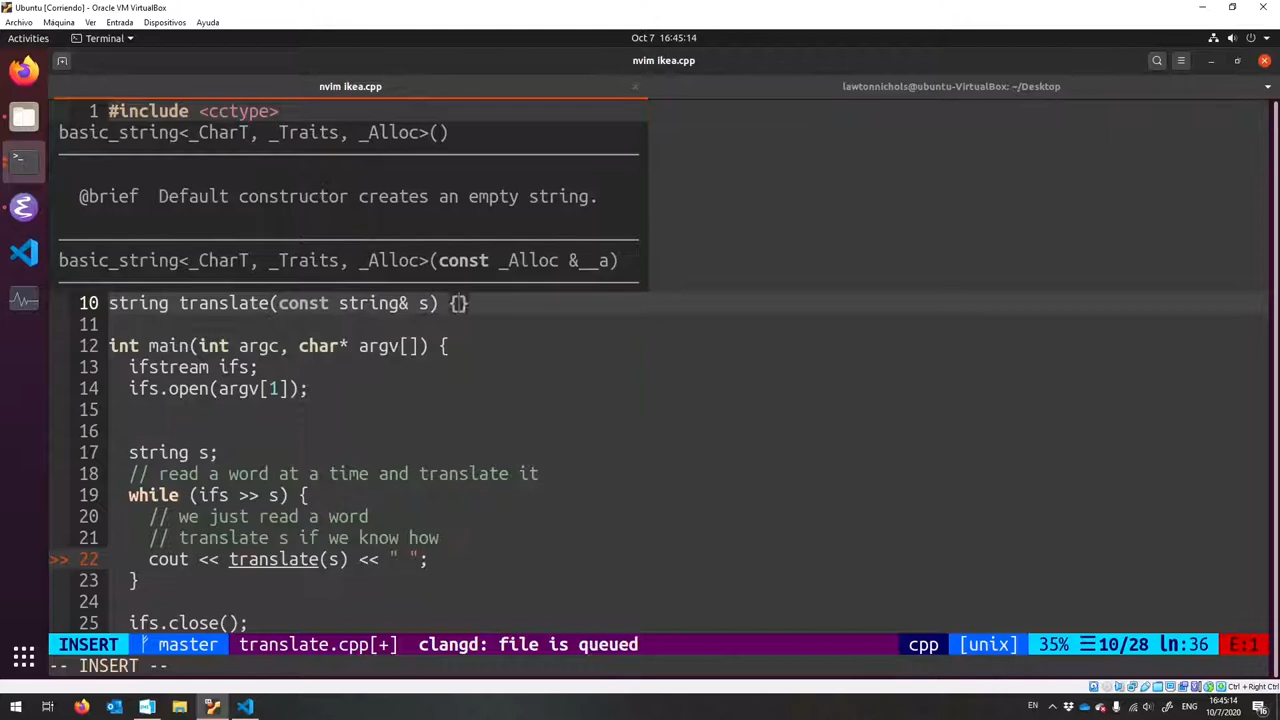 Ubuntu [Corriendo] - Oracle VM VirtualBox
Archivo Máquina Ver Entrada Dispositivos Ayuda
Activities Terminal Oct 7 16:45:14
nvim ikea.cpp
nvim ikea.cpp lawtonnichols@ubuntu-VirtualBox: ~/Desktop
1 #include <cctype>
basic_string<_CharT, _Traits, _Alloc>()
@brief Default constructor creates an empty string.
basic_string<_CharT, _Traits, _Alloc>(const _Alloc &__a)
10 string translate(const string& s) {}
11
12 int main(int argc, char* argv[]) {
13 ifstream ifs;
14 ifs.open(argv[1]);
15
16
17 string s;
18 // read a word at a time and translate it
19 while (ifs >> s) {
20 // we just read a word
21 // translate s if we know how
>> 22 cout << translate(s) << " ";
23 }
24
25 ifs.close();
INSERT master translate.cpp[+] clangd: file is queued cpp [unix] 35% ☰ 10/28 ln:36 E:1
-- INSERT --
Ctrl + Right Ctrl
EN 16:45:14
10/7/2020
16